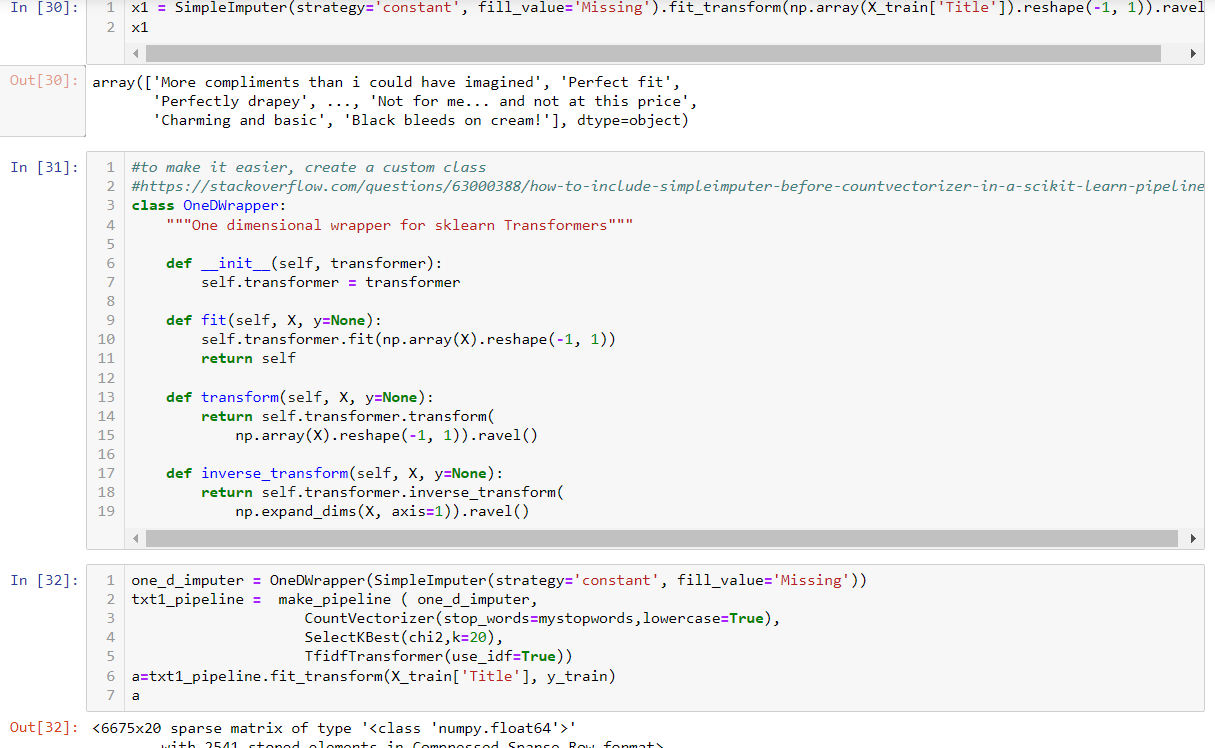 In [30]: 1 x1 = SimpleImputer(strategy='constant', fill_value='Missing').fit_transform(np.array(X_train['Title']).reshape(-1, 1)).ravel
2 x1
Out[30]: array(['More compliments than i could have imagined', 'Perfect fit',
'Perfectly drapey', ..., 'Not for me... and not at this price',
'Charming and basic', 'Black bleeds on cream!'], dtype=object)
In [31]: 1 #to make it easier, create a custom class
2 #https://stackoverflow.com/questions/63000388/how-to-include-simpleimputer-before-countvectorizer-in-a-scikit-learn-pipeline
3 class OneDWrapper:
4 """One dimensional wrapper for sklearn Transformers"""
5
6 def __init__(self, transformer):
7 self.transformer = transformer
8
9 def fit(self, X, y=None):
10 self.transformer.fit(np.array(X).reshape(-1, 1))
11 return self
12
13 def transform(self, X, y=None):
14 return self.transformer.transform(
15 np.array(X).reshape(-1, 1)).ravel()
16
17 def inverse_transform(self, X, y=None):
18 return self.transformer.inverse_transform(
19 np.expand_dims(X, axis=1)).ravel()
In [32]: 1 one_d_imputer = OneDWrapper(SimpleImputer(strategy='constant', fill_value='Missing'))
2 txt1_pipeline =  make_pipeline ( one_d_imputer,
3 CountVectorizer(stop_words=mystopwords,lowercase=True),
4 SelectKBest(chi2,k=20),
5 TfidfTransformer(use_idf=True))
6 a=txt1_pipeline.fit_transform(X_train['Title'], y_train)
7 a
Out[32]: <6675x20 sparse matrix of type '<class 'numpy.float64'>'
with 2541 stored elements in Compressed Sparse Row format>